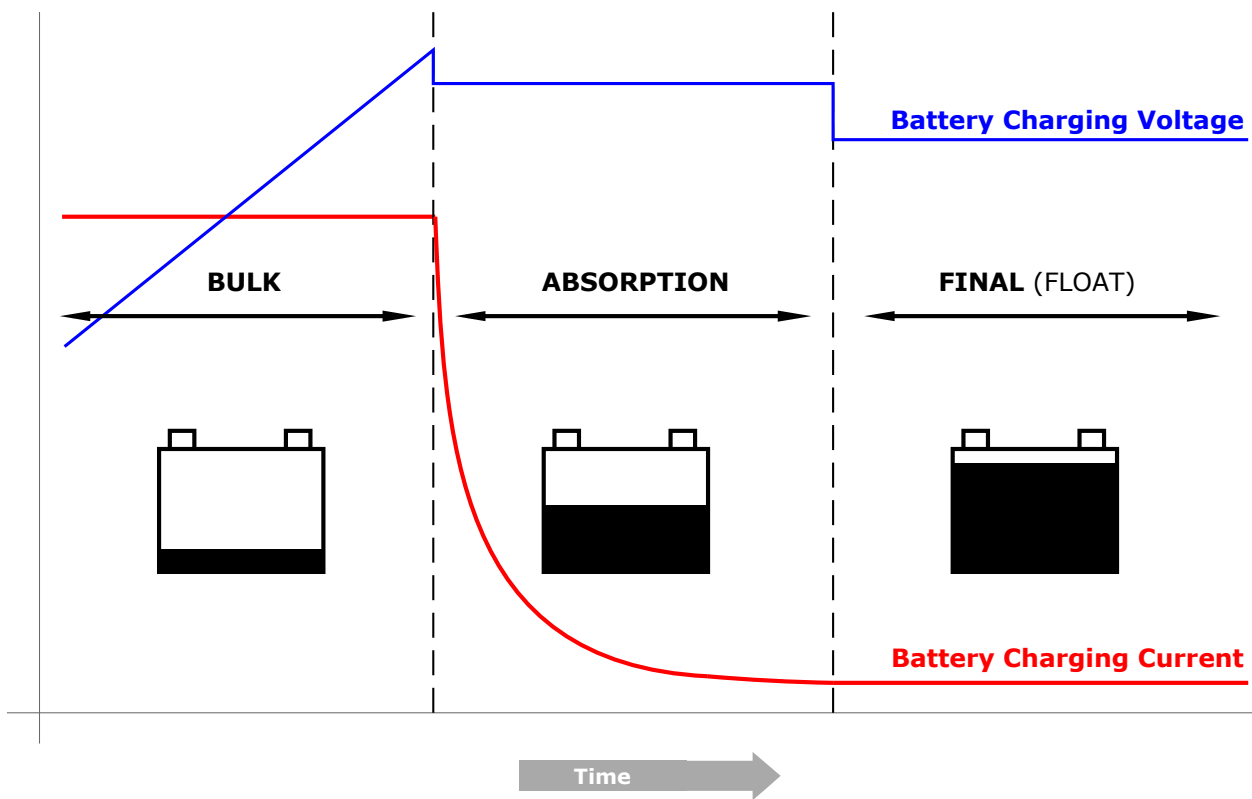 Battery Charging Voltage
BULK
ABSORPTION
FINAL (FLOAT)
Battery Charging Current
Time